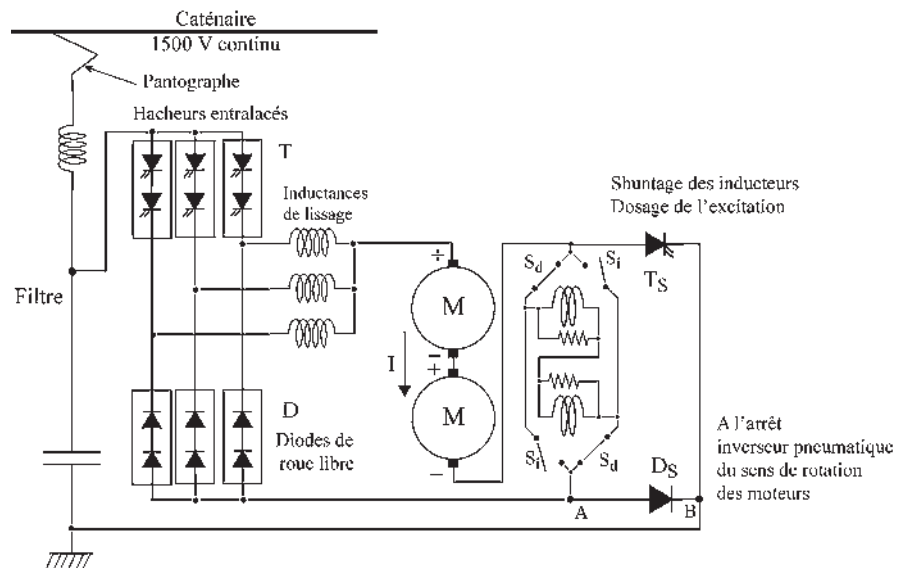 Caténaire
1500 V continu
Pantographe
Hacheurs entralacés
T
Inductances
de lissage
Shuntage des inducteurs
Dosage de l'excitation
÷
Sd
Si
TS
Filtre
M
I
−
+
M
D
Diodes de
roue libre
−
Si
Sd
A l'arrêt
inverseur pneumatique
du sens de rotation
des moteurs
DS
A
B